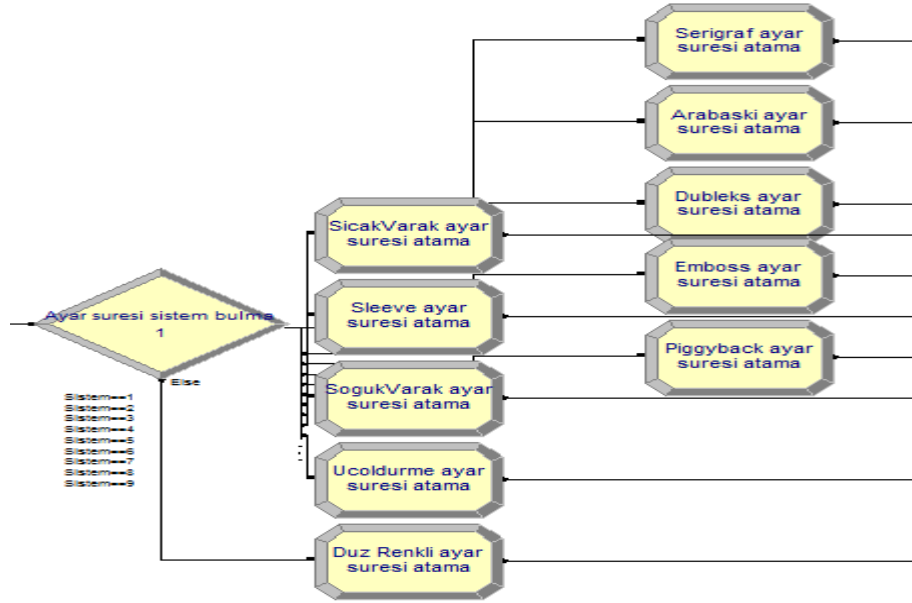 Serigraf ayar
suresi atama
Arabaski ayar
suresi atama
Dubleks ayar
suresi atama
SicakVarak ayar
suresi atama
Emboss ayar
suresi atama
Ayar suresi sistem bulma
1
Sleeve ayar
suresi atama
Piggyback ayar
suresi atama
Else
SogukVarak ayar
suresi atama
Sistem==1
Sistem==2
Sistem==3
Sistem==4
Sistem==5
Sistem==6
Sistem==7
Sistem==8
Sistem==9
Ucoldurme ayar
suresi atama
Duz Renkli ayar
suresi atama